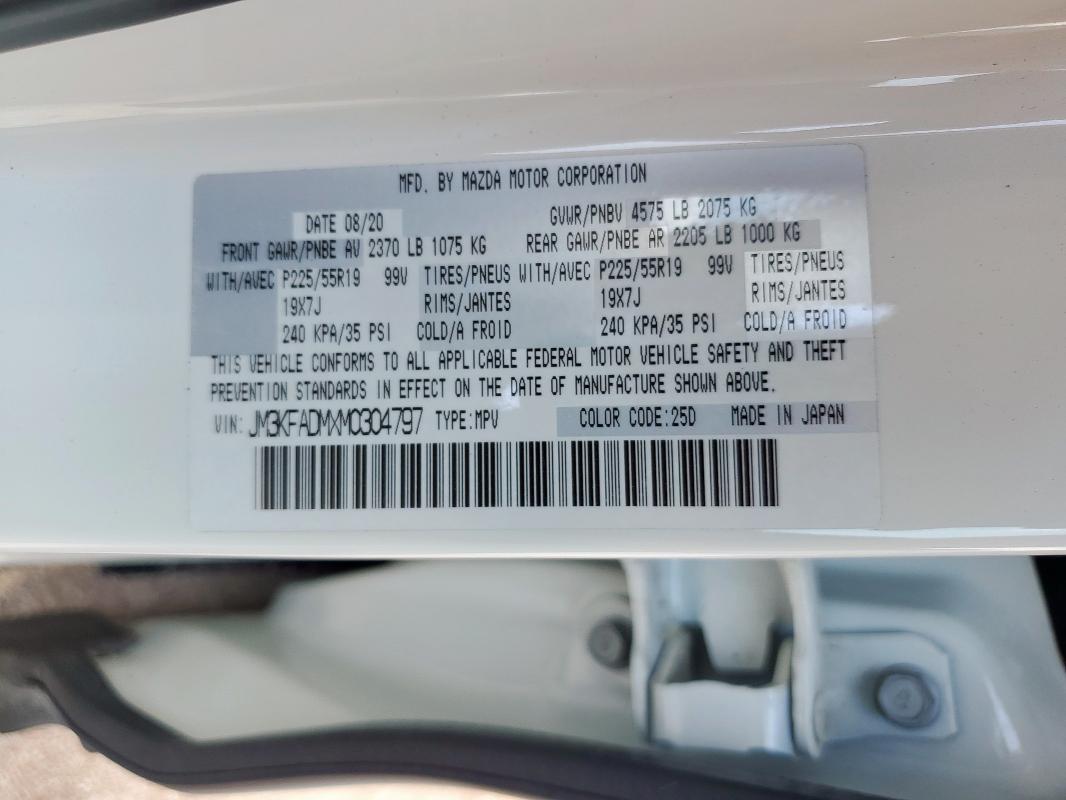 MFD. BY MAZDA MOTOR CORPORATION
DATE 08/20 GVWR/PNBV 4575 LB 2075 KG
FRONT GAWR/PNBE AV 2370 LB 1075 KG REAR GAWR/PNBE AR 2205 LB 1000 KG
WITH/AVEC P225/55R19 99V TIRES/PNEUS WITH/AVEC P225/55R19 99V TIRES/PNEUS
19X7J RIMS/JANTES 19X7J RIMS/JANTES
240 KPA/35 PSI COLD/A FROID 240 KPA/35 PSI COLD/A FROID
THIS VEHICLE CONFORMS TO ALL APPLICABLE FEDERAL MOTOR VEHICLE SAFETY AND THEFT
PREVENTION STANDARDS IN EFFECT ON THE DATE OF MANUFACTURE SHOWN ABOVE.
VIN: JM3KFADMXM0304797 TYPE:MPV COLOR CODE:25D MADE IN JAPAN